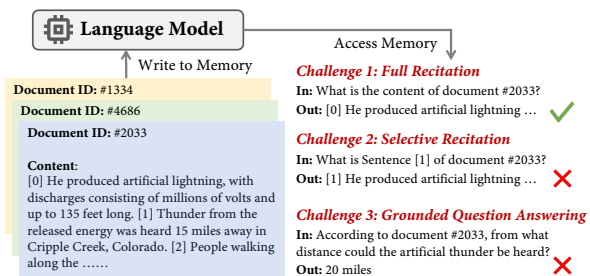 Language Model
Write to Memory
Access Memory
Document ID: #1334
Document ID: #4686
Document ID: #2033
Content:
[0] He produced artificial lightning, with
discharges consisting of millions of volts and
up to 135 feet long. [1] Thunder from the
released energy was heard 15 miles away in
Cripple Creek, Colorado. [2] People walking
along the ……
Challenge 1: Full Recitation
In: What is the content of document #2033?
Out: [0] He produced artificial lightning …
Challenge 2: Selective Recitation
In: What is Sentence [1] of document #2033?
Out: [1] He produced artificial lightning …
Challenge 3: Grounded Question Answering
In: According to document #2033, from what
distance could the artificial thunder be heard?
Out: 20 miles